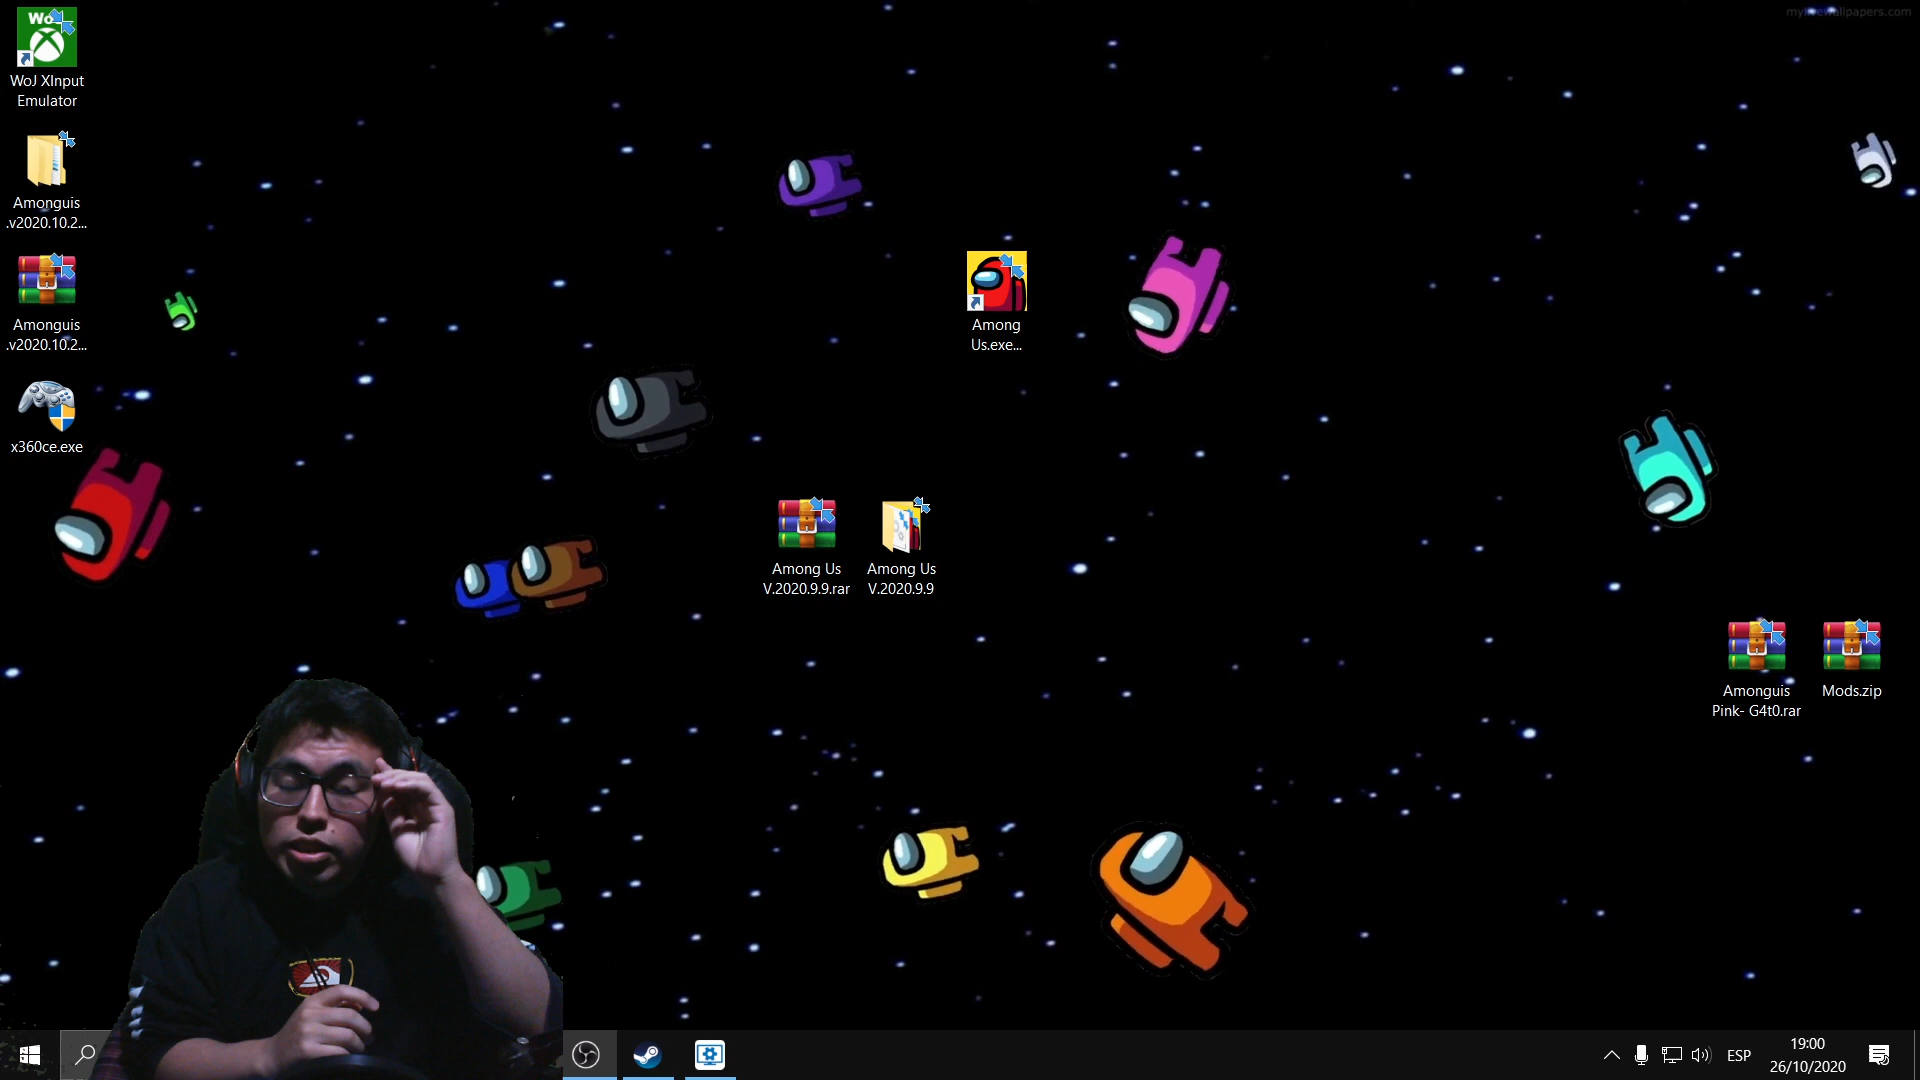 mylivewallpapers.com
WoJ XInput
Emulator
Amonguis
.v2020.10.2...
Amonguis
.v2020.10.2...
x360ce.exe
Among
Us.exe...
Among Us
V.2020.9.9.rar
Among Us
V.2020.9.9
Amonguis
Pink- G4t0.rar
Mods.zip
ESP
19:00
26/10/2020